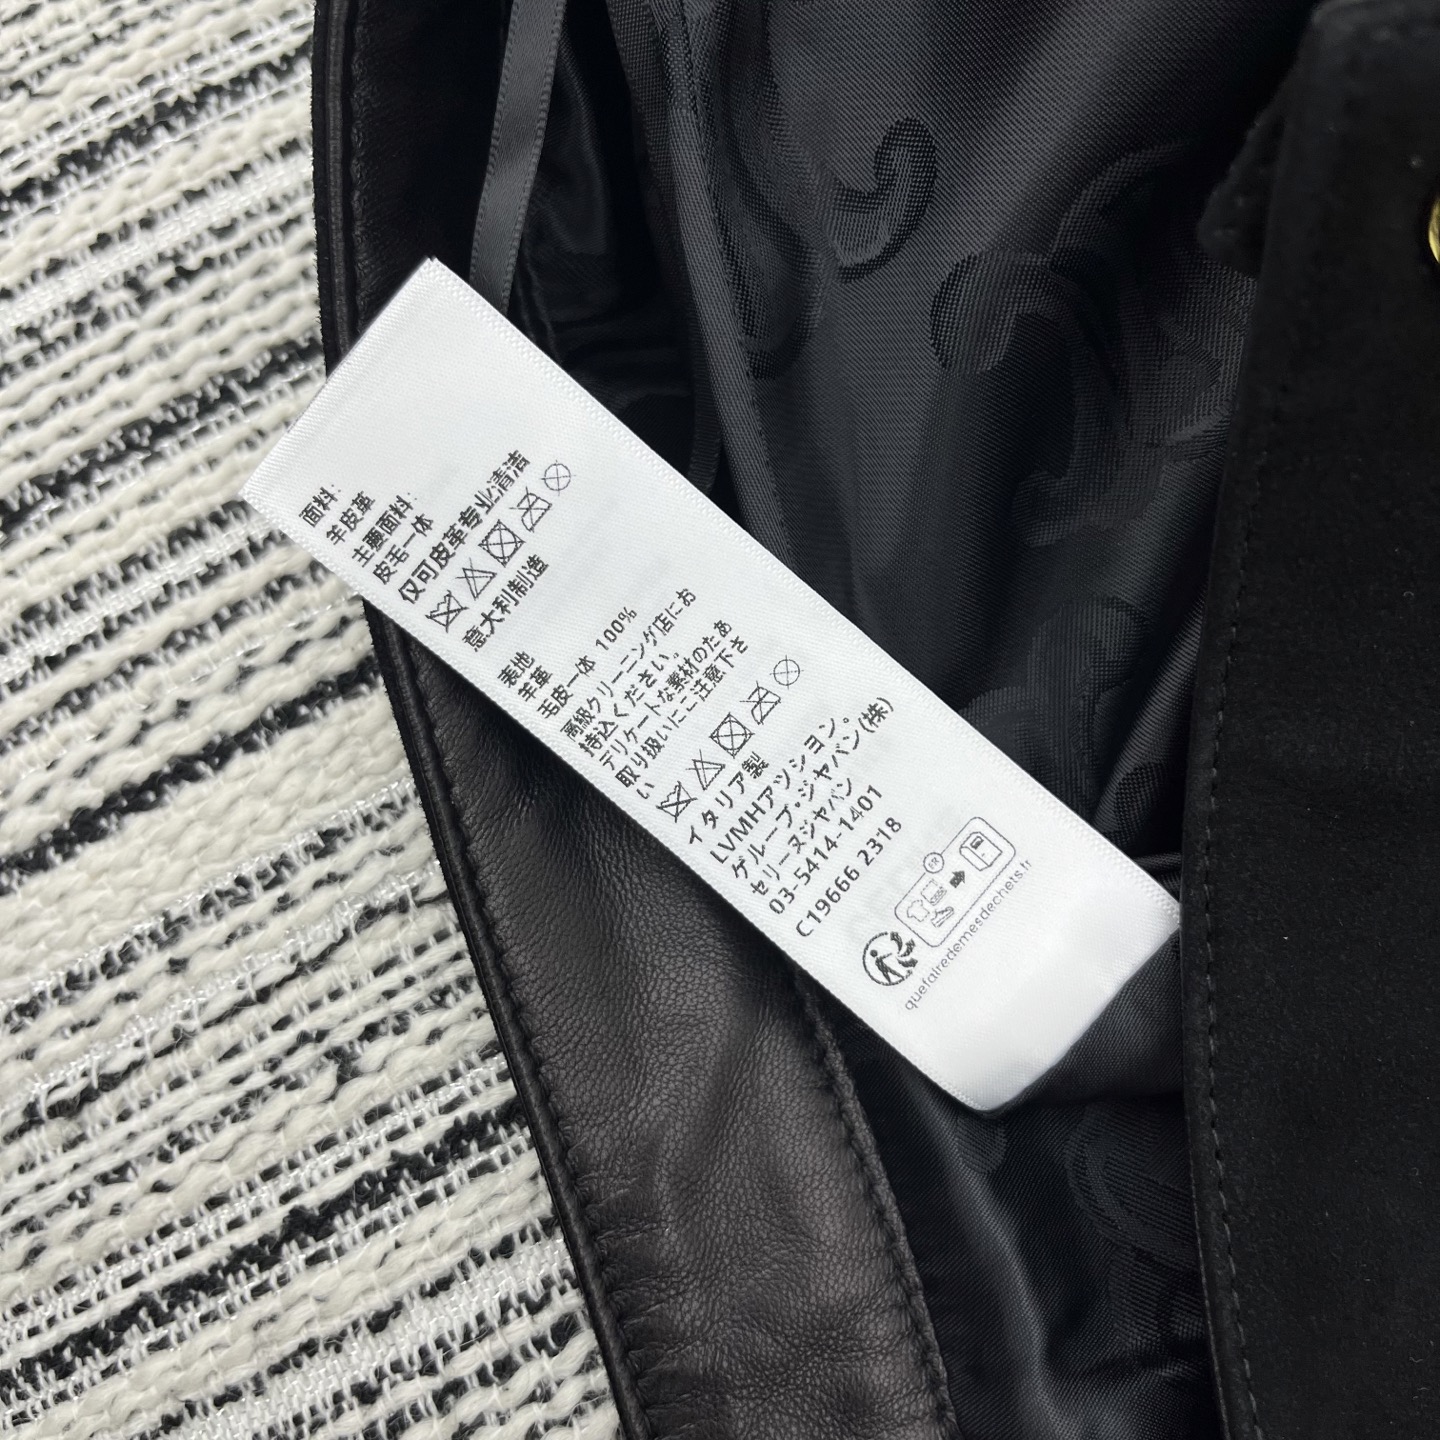 面料:
羊皮革
主要面料:
皮毛一体
仅可皮革专业清洁
意大利制造
表地
羊革
毛皮一体 100%
高級クリーニング店にお
持込ください。
デリケートな素材のため
取り扱いにご注意下さ
い
イタリア製
LVMHアッション。
ゲループ・ジャパン(株)
セリーヌジャパン
03-5414-1401
C19666 2318
FR
quefairedemesdechets.fr